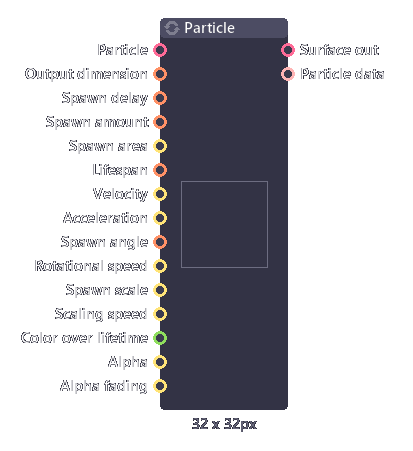 Particle
Particle
Surface out
Output dimension
Particle data
Spawn delay
Spawn amount
Spawn area
Lifespan
Velocity
Acceleration
Spawn angle
Rotational speed
Spawn scale
Scaling speed
Color over lifetime
Alpha
Alpha fading
32 x 32px